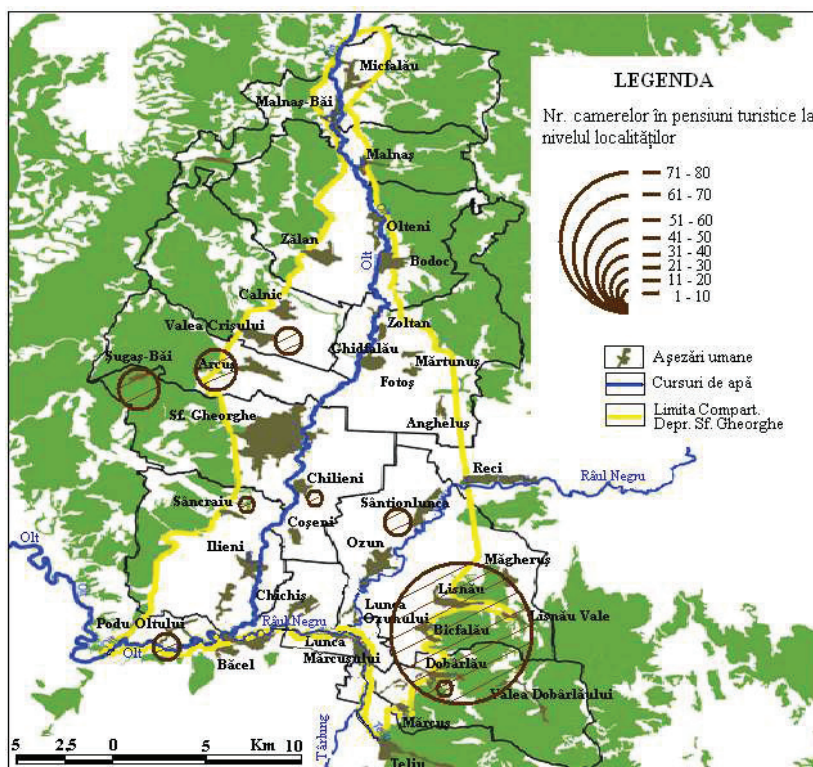 Micfalău
Malnaș-Băi
Malnaș
Olteni
Zălan
Olt
Bodoc
Calnic
Zoltan
Valea Crișului
Ghidfalău
Mărtunuș
Șugaș-Băi
Arcuș
Fotoș
Sf. Gheorghe
Angheluș
Reci
Râul Negru
Chilieni
Sâncraiu
Sântionlunca
Coșeni
Olt
Ilieni
Ozun
Măgheruș
Chichiș
Lisnău
Lunca
Ozunului
Lisnău Vale
Podu Oltului
Râul Negru
Bicfalău
Lunca
Mărcușului
Olt
Băcel
Dobârlău
Valea Dobârlăului
Mărcuș
Târlung
Teliu
LEGENDA
Nr. camerelor în pensiuni turistice la
nivelul localităților
71 - 80
61 - 70
51 - 60
41 - 50
31 - 40
21 - 30
11 - 20
1 - 10
Așezări umane
Cursuri de apă
Limita Compart.
Depr. Sf. Gheorghe
5 2.5 0 5 Km 10